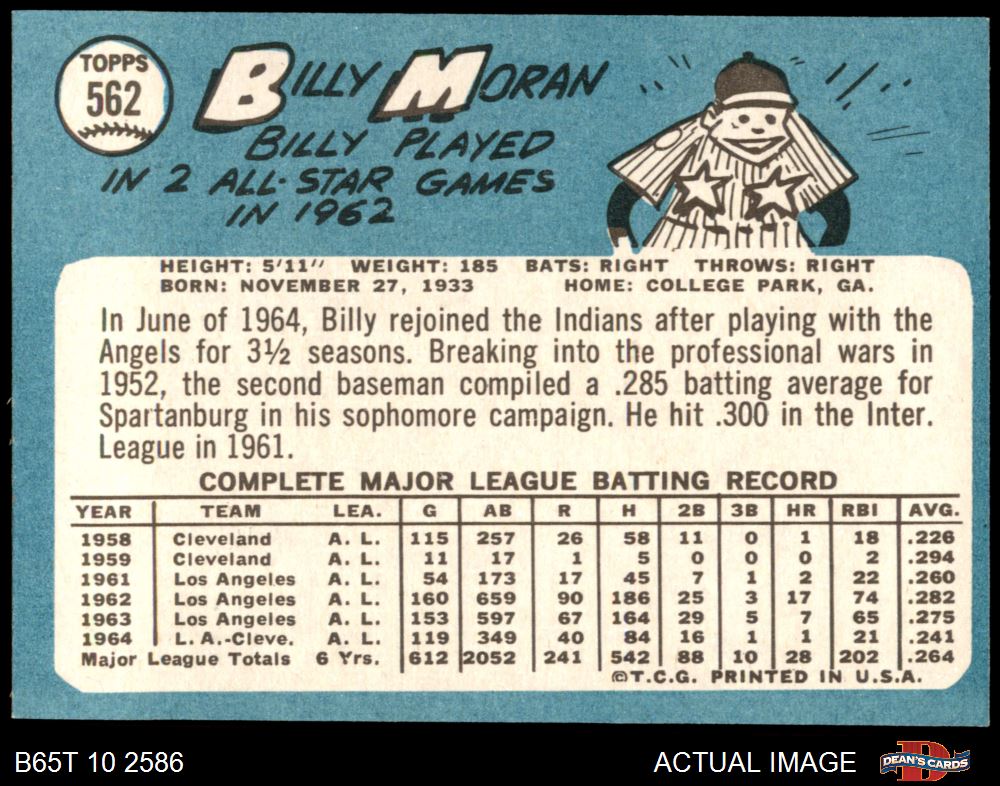 TOPPS
562
BILLY MORAN
BILLY PLAYED
IN 2 ALL-STAR GAMES
IN 1962
HEIGHT: 5'11" WEIGHT: 185 BATS: RIGHT THROWS: RIGHT
BORN: NOVEMBER 27, 1933 HOME: COLLEGE PARK, GA.
In June of 1964, Billy rejoined the Indians after playing with the
Angels for 3½ seasons. Breaking into the professional wars in
1952, the second baseman compiled a .285 batting average for
Spartanburg in his sophomore campaign. He hit .300 in the Inter.
League in 1961.
COMPLETE MAJOR LEAGUE BATTING RECORD
YEAR TEAM LEA. G AB R H 2B 3B HR RBI AVG.
1958 Cleveland A. L. 115 257 26 58 11 0 1 18 .226
1959 Cleveland A. L. 11 17 1 5 0 0 0 2 .294
1961 Los Angeles A. L. 54 173 17 45 7 1 2 22 .260
1962 Los Angeles A. L. 160 659 90 186 25 3 17 74 .282
1963 Los Angeles A. L. 153 597 67 164 29 5 7 65 .275
1964 L. A.-Cleve. A. L. 119 349 40 84 16 1 1 21 .241
Major League Totals 6 Yrs. 612 2052 241 542 88 10 28 202 .264
©T.C.G. PRINTED IN U.S.A.
B65T 10 2586 ACTUAL IMAGE D DEAN'S CARDS